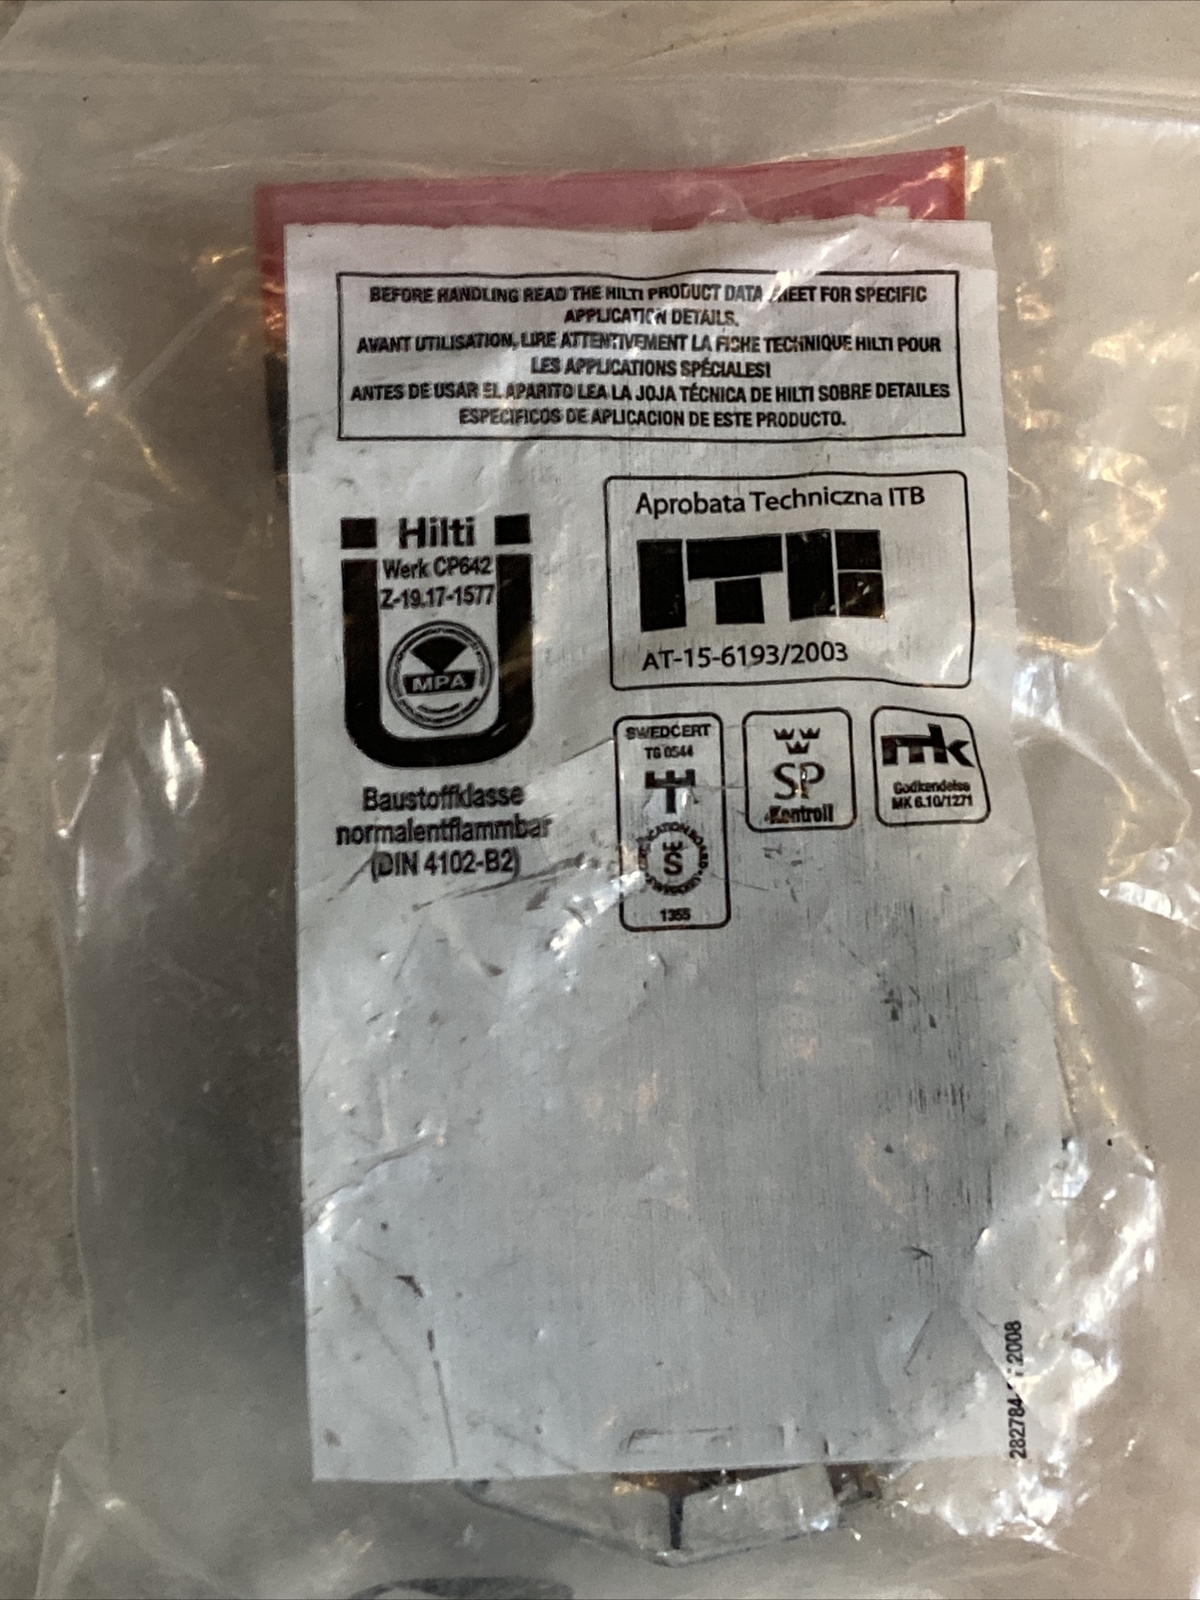 BEFORE HANDLING READ THE HILTI PRODUCT DATA SHEET FOR SPECIFIC
APPLICATION DETAILS.
AVANT UTILISATION, LIRE ATTENTIVEMENT LA FICHE TECHNIQUE HILTI POUR
LES APPLICATIONS SPÉCIALES!
ANTES DE USAR EL APARITO LEA LA JOJA TÉCNICA DE HILTI SOBRE DETAILES
ESPECIFICOS DE APLICACION DE ESTE PRODUCTO.
Hilti
Werk CP642
Z-19.17-1577
MPA
Baustoffklasse
normalentflammbar
(DIN 4102-B2)
Aprobata Techniczna ITB
ITB
AT-15-6193/2003
SWEDCERT
TG 0544
1355
SP
Kontroll
mk
Godkendelse
MK 6.10/1271
282784- 2008